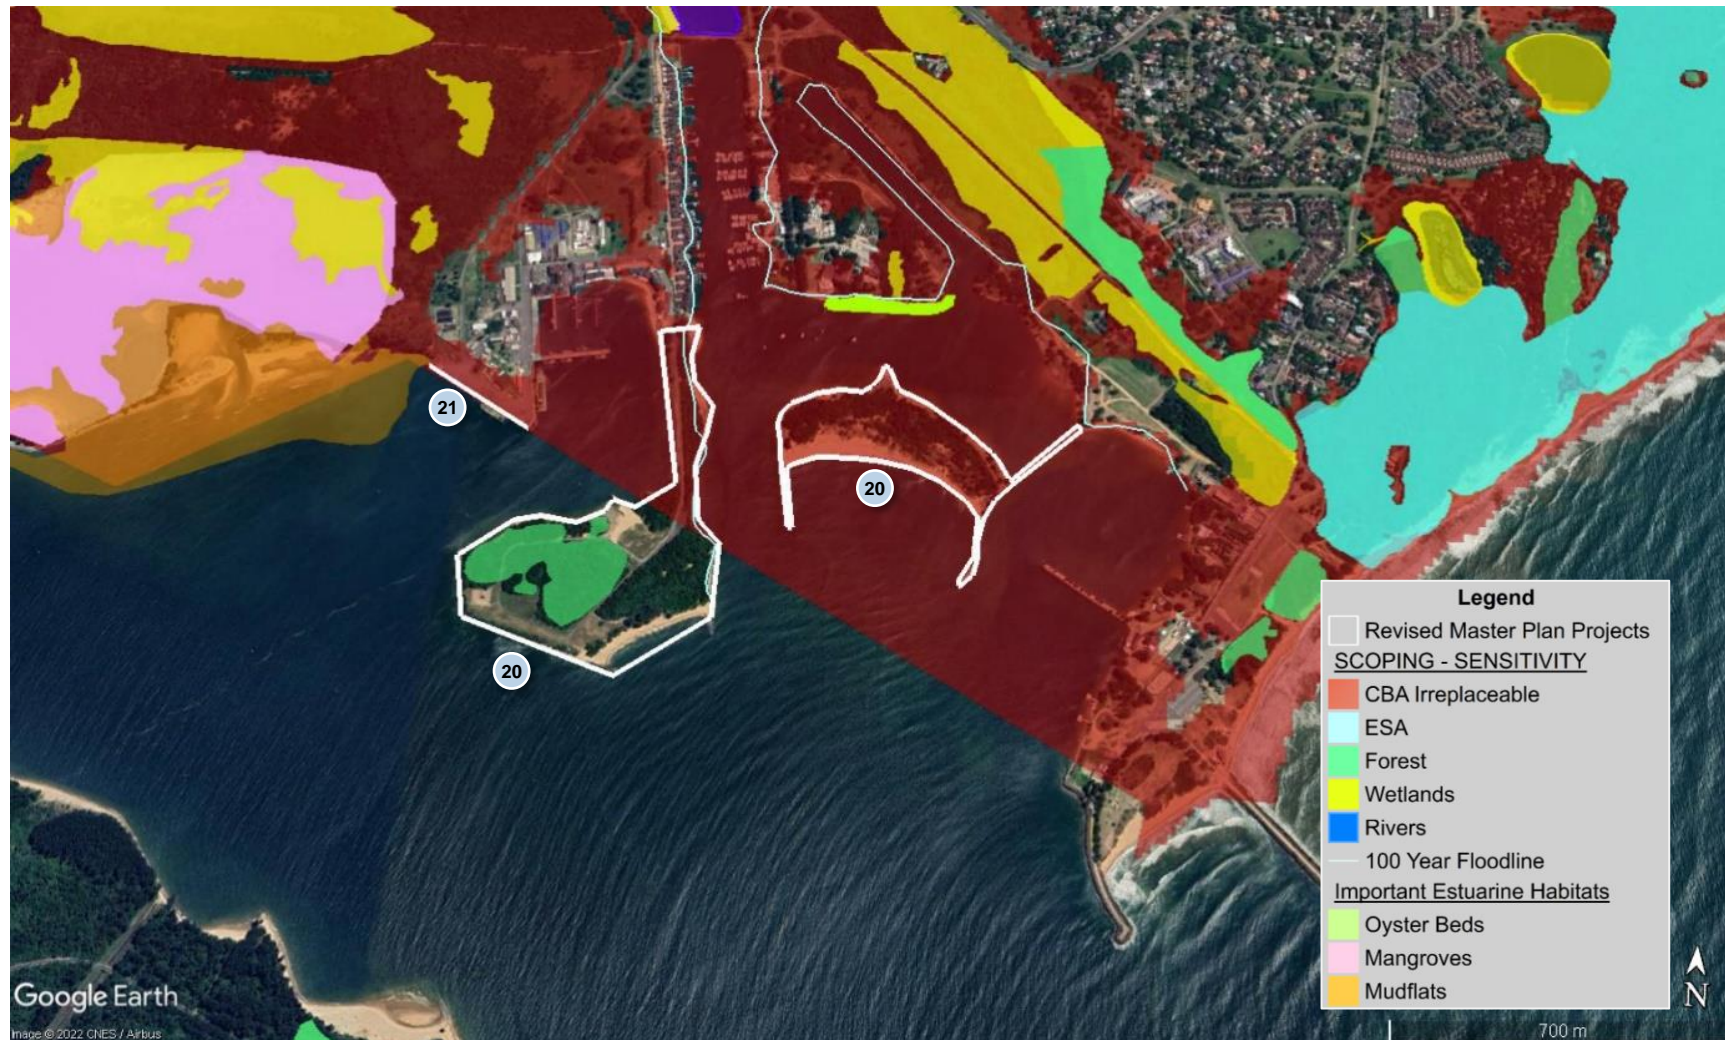 21
20
20
Legend
Revised Master Plan Projects
SCOPING - SENSITIVITY
CBA Irreplaceable
ESA
Forest
Wetlands
Rivers
100 Year Floodline
Important Estuarine Habitats
Oyster Beds
Mangroves
Mudflats
N
Google Earth
Image © 2022 CNES / Airbus
700 m